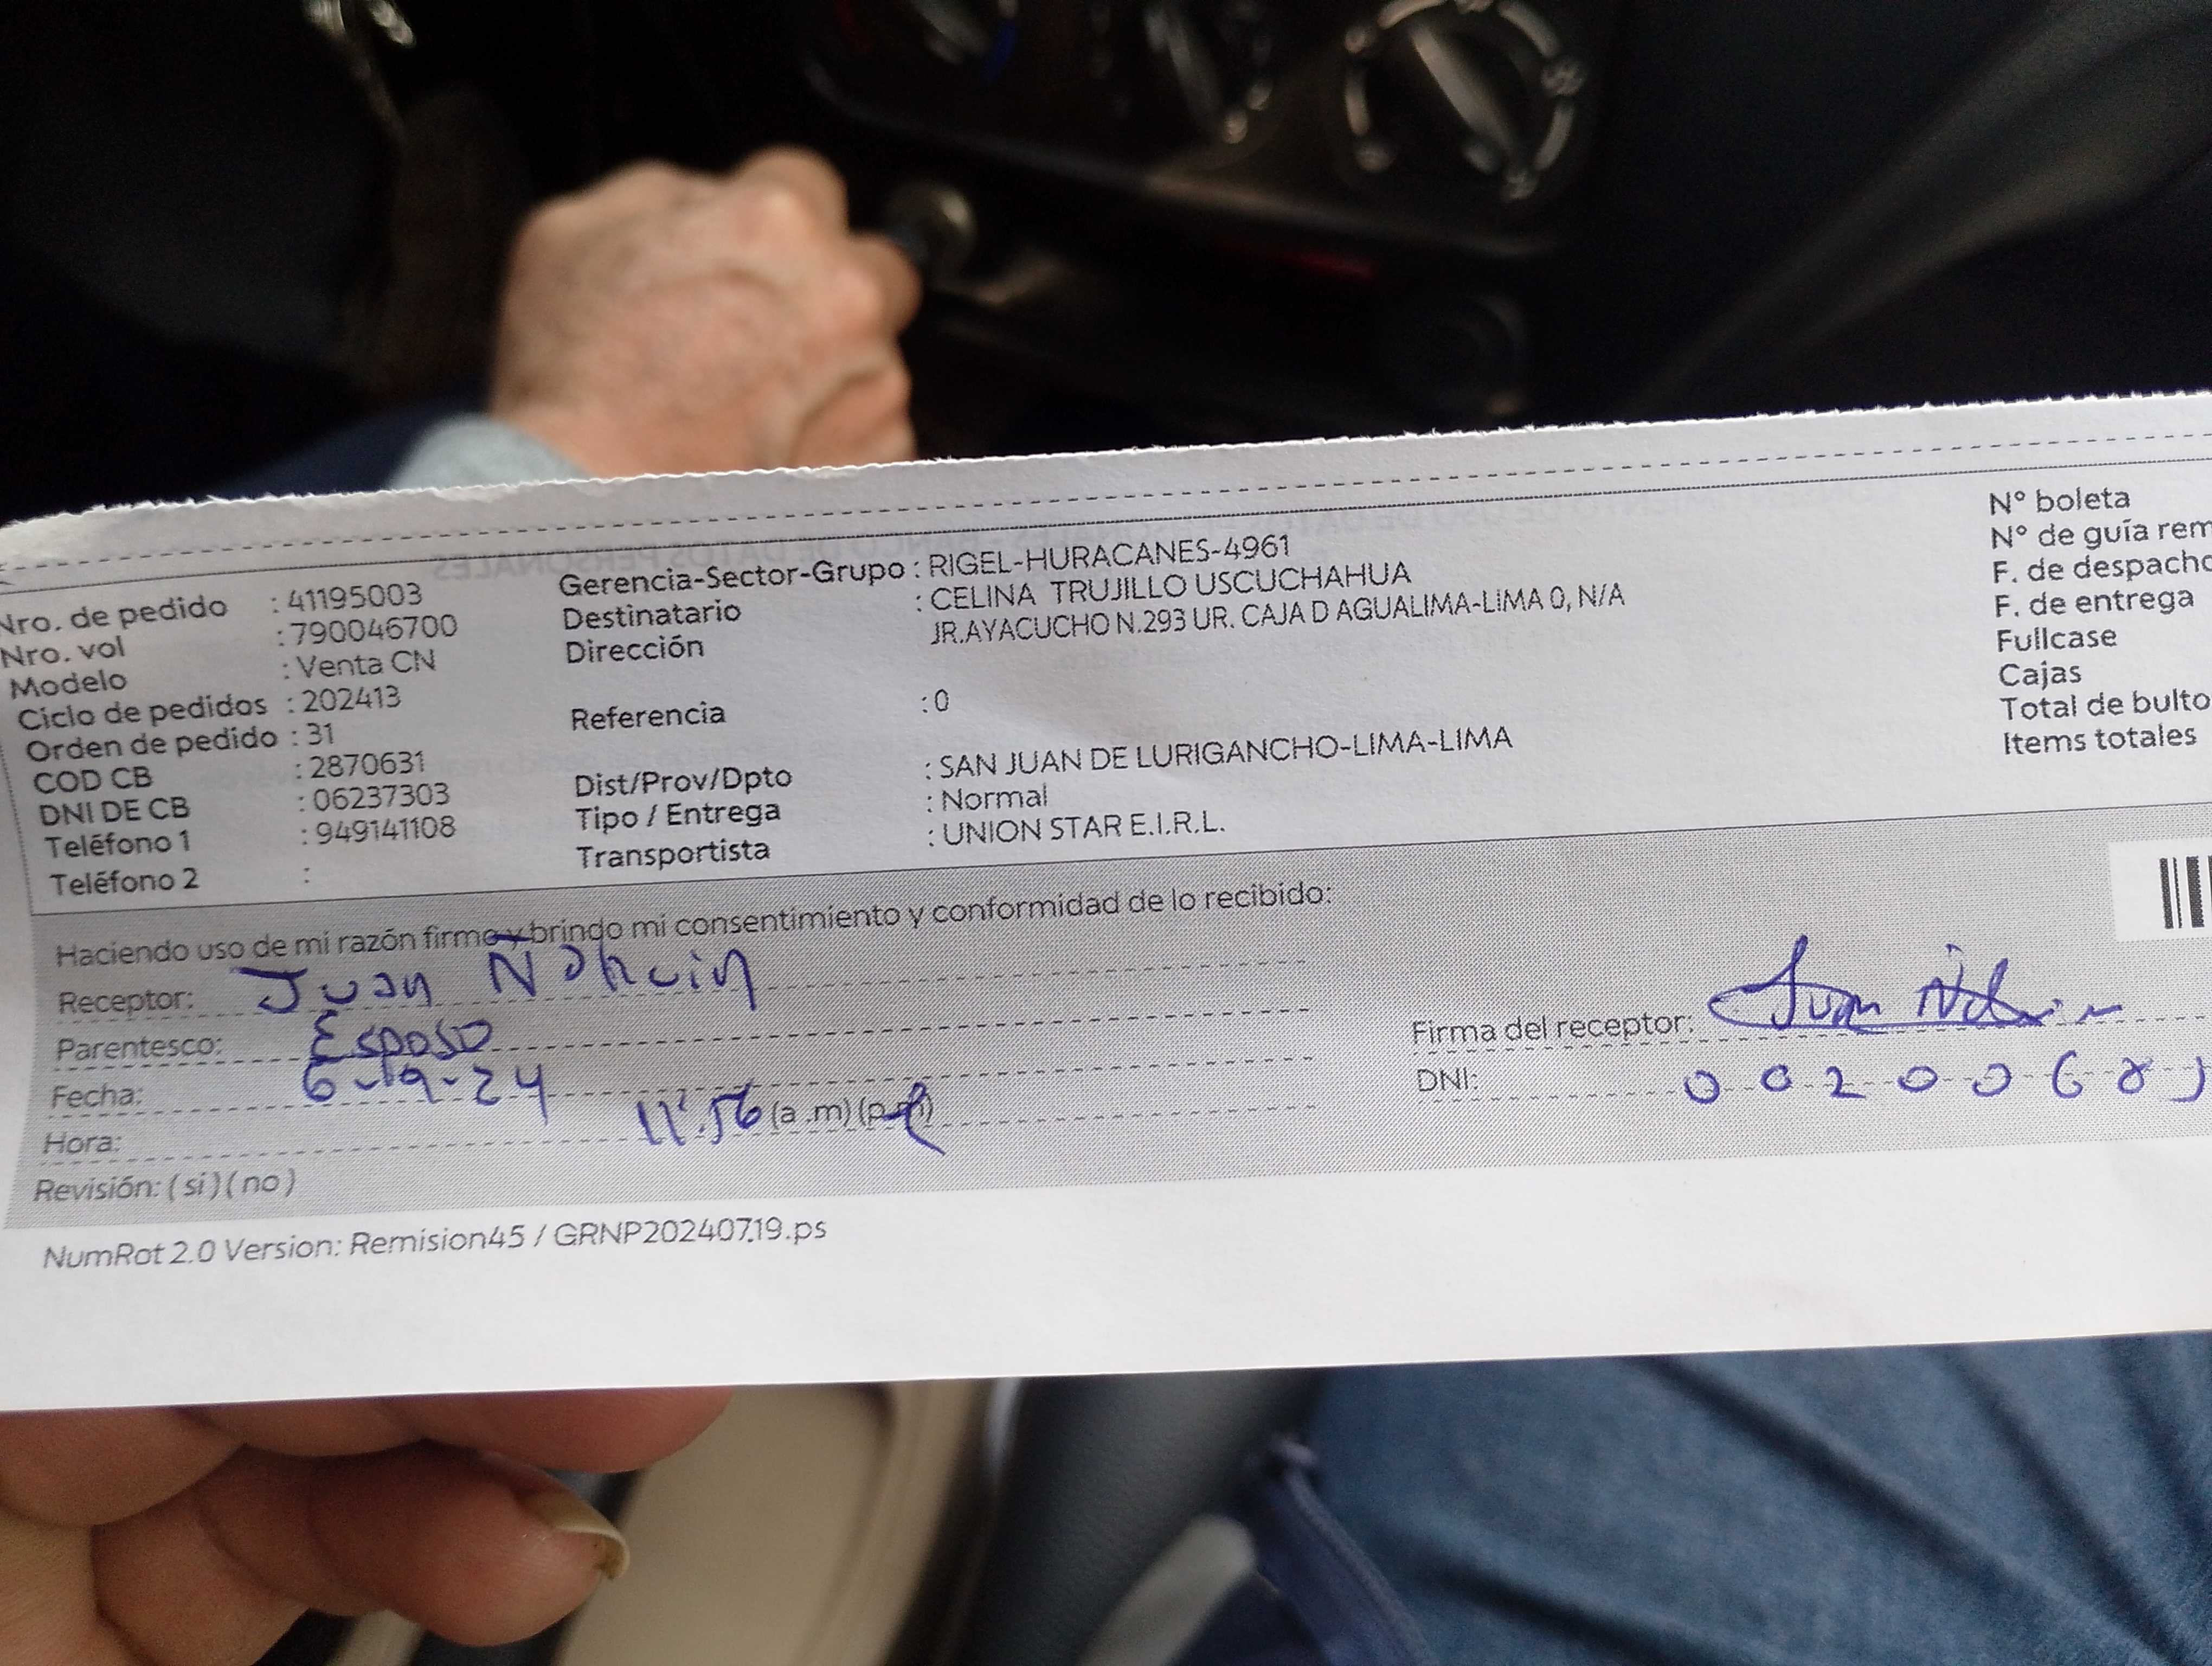 Nro. de pedido : 41195003
Nro. vol : 790046700
Modelo : Venta CN
Ciclo de pedidos : 202413
Orden de pedido : 31
COD CB : 2870631
DNI DE CB : 06237303
Teléfono 1 : 949141108
Teléfono 2 :
Gerencia-Sector-Grupo : RIGEL-HURACANES-4961
Destinatario : CELINA TRUJILLO USCUCHAHUA
Dirección JR.AYACUCHO N.293 UR. CAJA D AGUALIMA-LIMA 0, N/A
Referencia : 0
Dist/Prov/Dpto : SAN JUAN DE LURIGANCHO-LIMA-LIMA
Tipo / Entrega : Normal
Transportista : UNION STAR E.I.R.L.
N° boleta
N° de guía rem
F. de despacho
F. de entrega
Fullcase
Cajas
Total de bulto
Items totales
Haciendo uso de mi razón firmo y brindo mi consentimiento y conformidad de lo recibido:
Receptor: Juan
Parentesco: Esposo
Fecha: 6-19-24
Hora: 11:56 (a.m) (p.m)
Revisión: ( si ) ( no )
Firma del receptor: Juan
DNI:
NumRot 2.0 Version: Remision45 / GRNP20240719.ps